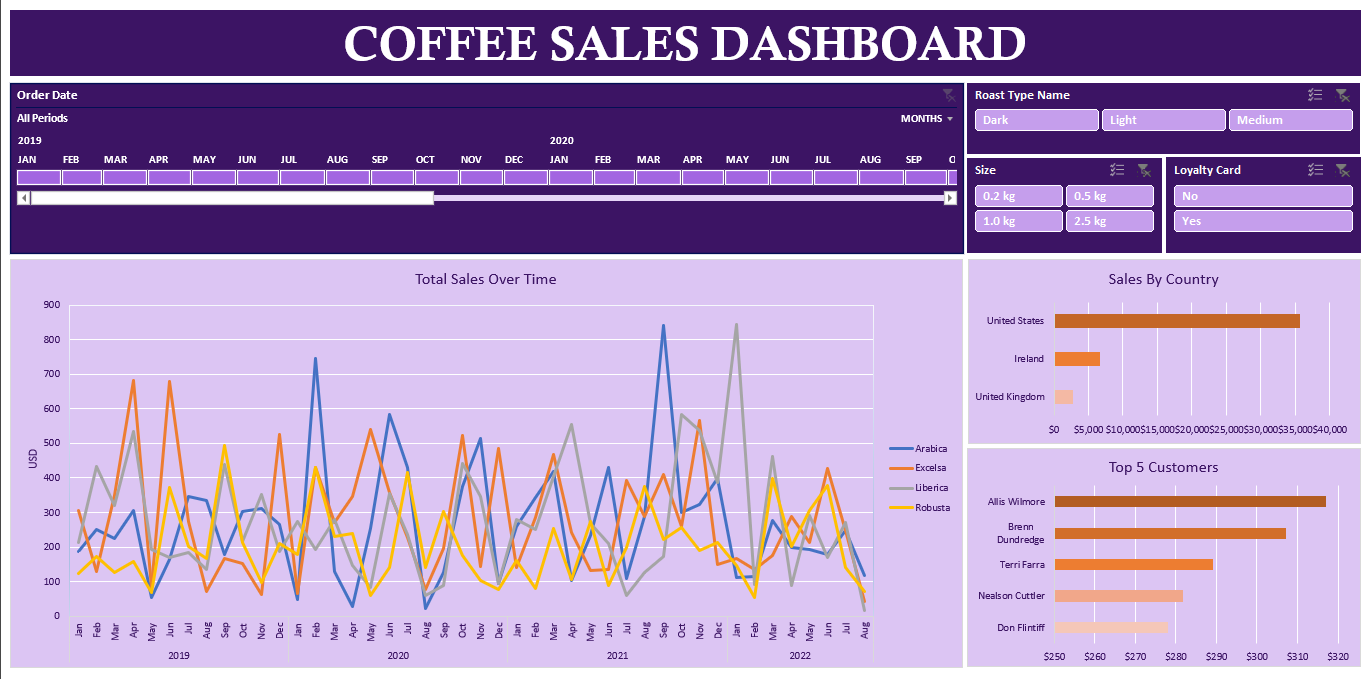 COFFEE SALES DASHBOARD
Order Date
All Periods
MONTHS
2019 2020
JAN FEB MAR APR MAY JUN JUL AUG SEP OCT NOV DEC JAN FEB MAR APR MAY JUN JUL AUG SEP O
Roast Type Name
Dark Light Medium
Size
0.2 kg 0.5 kg
1.0 kg 2.5 kg
Loyalty Card
No
Yes
Total Sales Over Time
900
800
700
600
500
400
300
200
100
0
USD
Jan Feb Mar Apr May Jun Jul Aug Sep Oct Nov Dec Jan Feb Mar Apr May Jun Jul Aug Sep Oct Nov Dec Jan Feb Mar Apr May Jun Jul Aug Sep Oct Nov Dec Jan Feb Mar Apr May Jun Jul Aug
2019 2020 2021 2022
Arabica
Excelsa
Liberica
Robusta
Sales By Country
United States
Ireland
United Kingdom
$0 $5,000 $10,000 $15,000 $20,000 $25,000 $30,000 $35,000 $40,000
Top 5 Customers
Allis Wilmore
Brenn
Dundredge
Terri Farra
Nealson Cuttler
Don Flintiff
$250 $260 $270 $280 $290 $300 $310 $320